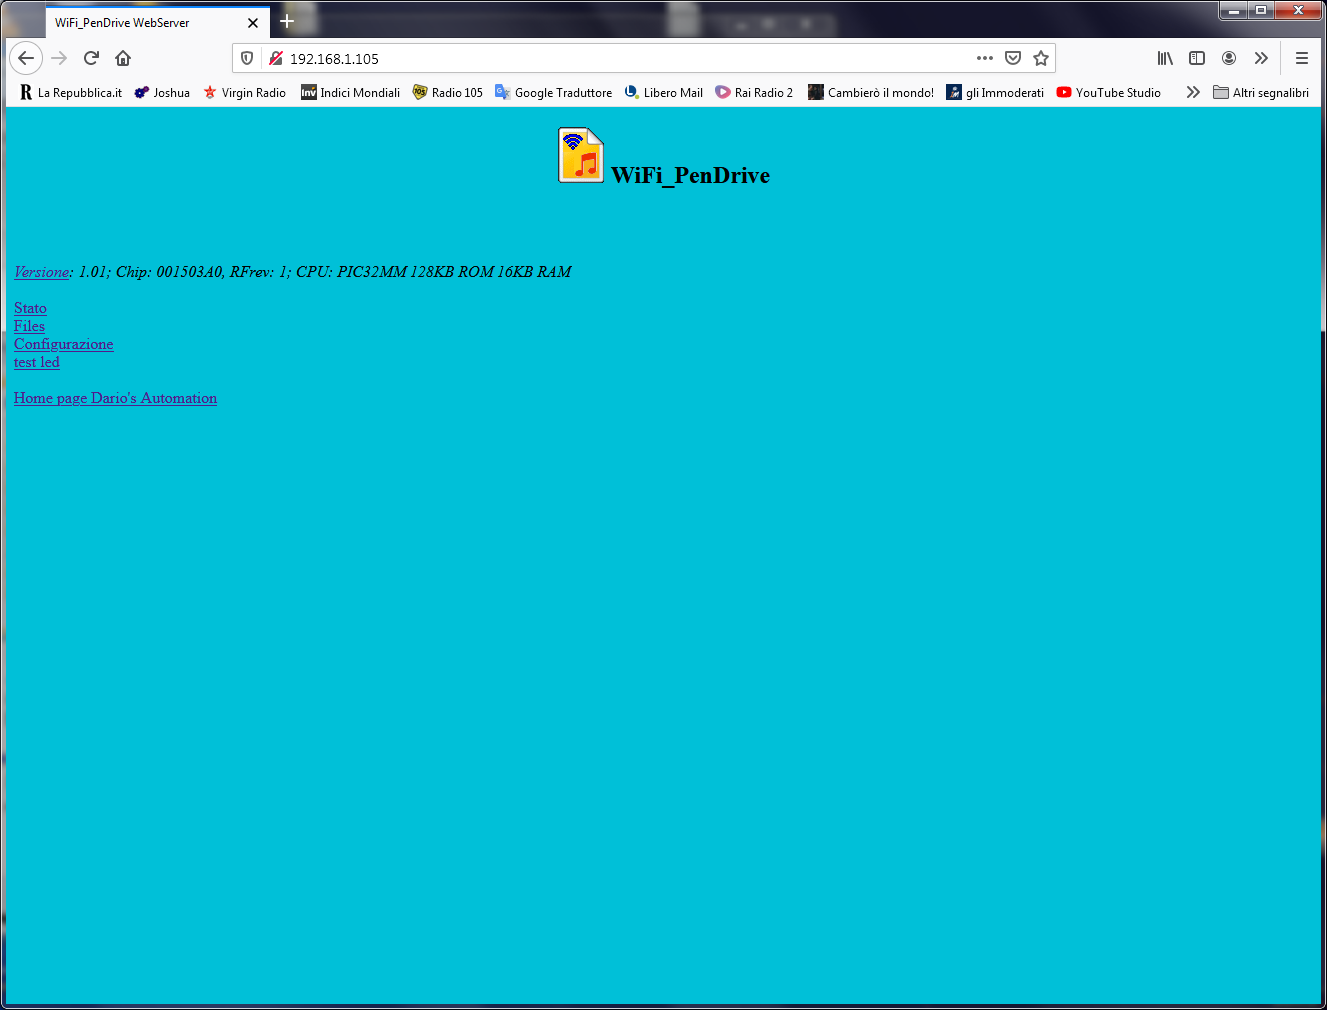 WiFi_PenDrive WebServer
192.168.1.105
La Repubblica.it Joshua Virgin Radio Indici Mondiali Radio 105 Google Traduttore Libero Mail Rai Radio 2 Cambierò il mondo! gli Immoderati YouTube Studio Altri segnalibri
WiFi_PenDrive
Versione: 1.01; Chip: 001503A0, RFrev: 1; CPU: PIC32MM 128KB ROM 16KB RAM
Stato
Files
Configurazione
test led
Home page Dario's Automation